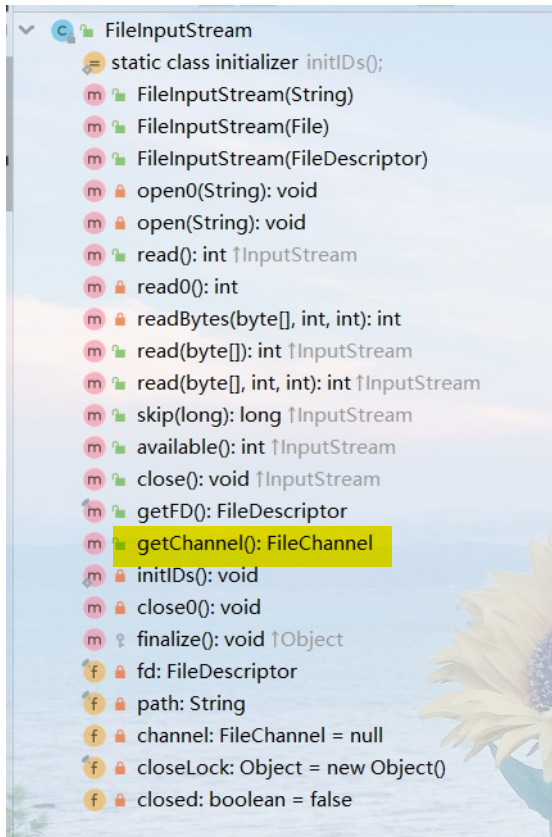 FileInputStream
static class initializer initIDs();
FileInputStream(String)
FileInputStream(File)
FileInputStream(FileDescriptor)
open0(String): void
open(String): void
read(): int ↑InputStream
read0(): int
readBytes(byte[], int, int): int
read(byte[]): int ↑InputStream
read(byte[], int, int): int ↑InputStream
skip(long): long ↑InputStream
available(): int ↑InputStream
close(): void ↑InputStream
getFD(): FileDescriptor
getChannel(): FileChannel
initIDs(): void
close0(): void
finalize(): void ↑Object
fd: FileDescriptor
path: String
channel: FileChannel = null
closeLock: Object = new Object()
closed: boolean = false